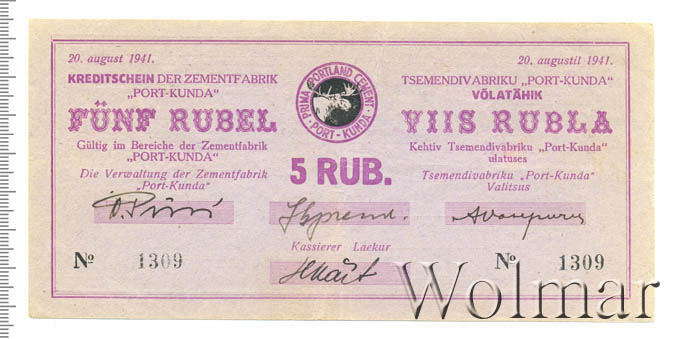 20. august 1941.
KREDITSCHEIN DER ZEMENTFABRIK
„PORT-KUNDA“
FÜNF RUBEL
Gültig im Bereiche der Zementfabrik
"PORT-KUNDA"
Die Verwaltung der Zementfabrik
„Port-Kunda“
PRIMA PORTLAND CEMENT
PORT-KUNDA
5 RUB.
20. augustil 1941.
TSEMENDIVABRIKU „PORT-KUNDA“
VÕLATÄHIK
VIIS RUBLA
Kehtiv Tsemendivabriku „Port-Kunda“
ulatuses
Tsemendivabriku „Port-Kunda“
Valitsus
Kassierer Laekur
№ 1309
№ 1309
Wolmar